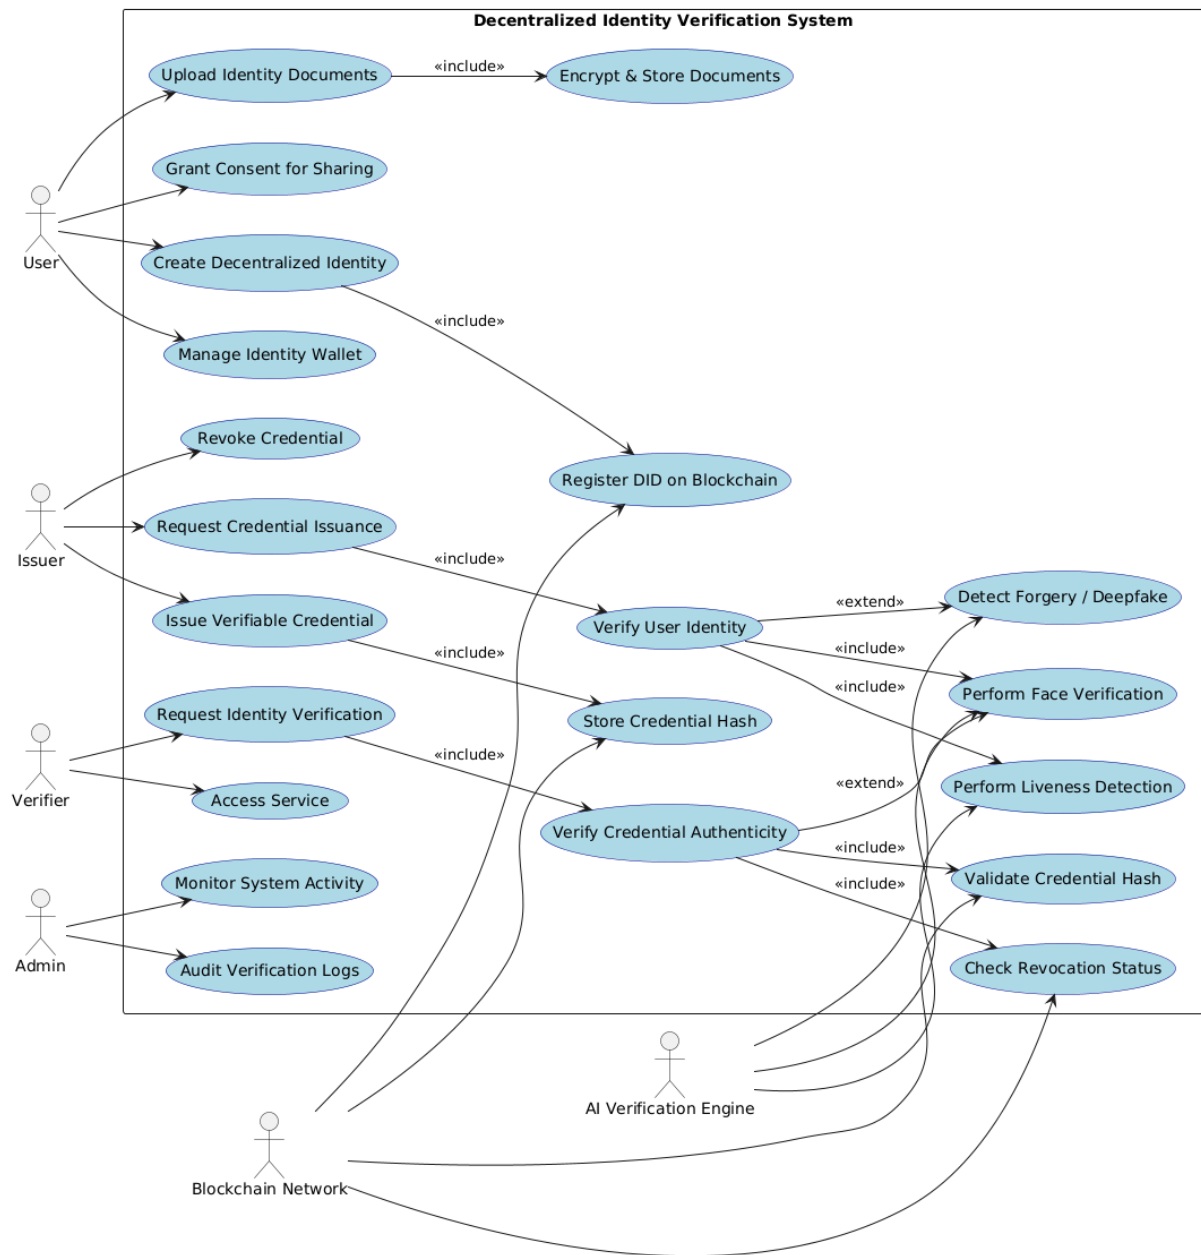 Decentralized Identity Verification System
Upload Identity Documents
«include»
Encrypt & Store Documents
Grant Consent for Sharing
User
Create Decentralized Identity
«include»
Manage Identity Wallet
Revoke Credential
Register DID on Blockchain
Issuer
Request Credential Issuance
«include»
Issue Verifiable Credential
Verify User Identity
«extend»
Detect Forgery / Deepfake
«include»
«include»
«include»
Perform Face Verification
Request Identity Verification
Store Credential Hash
Verifier
«include»
Access Service
«extend»
Perform Liveness Detection
Verify Credential Authenticity
«include»
«include»
Validate Credential Hash
Monitor System Activity
Admin
Audit Verification Logs
Check Revocation Status
AI Verification Engine
Blockchain Network